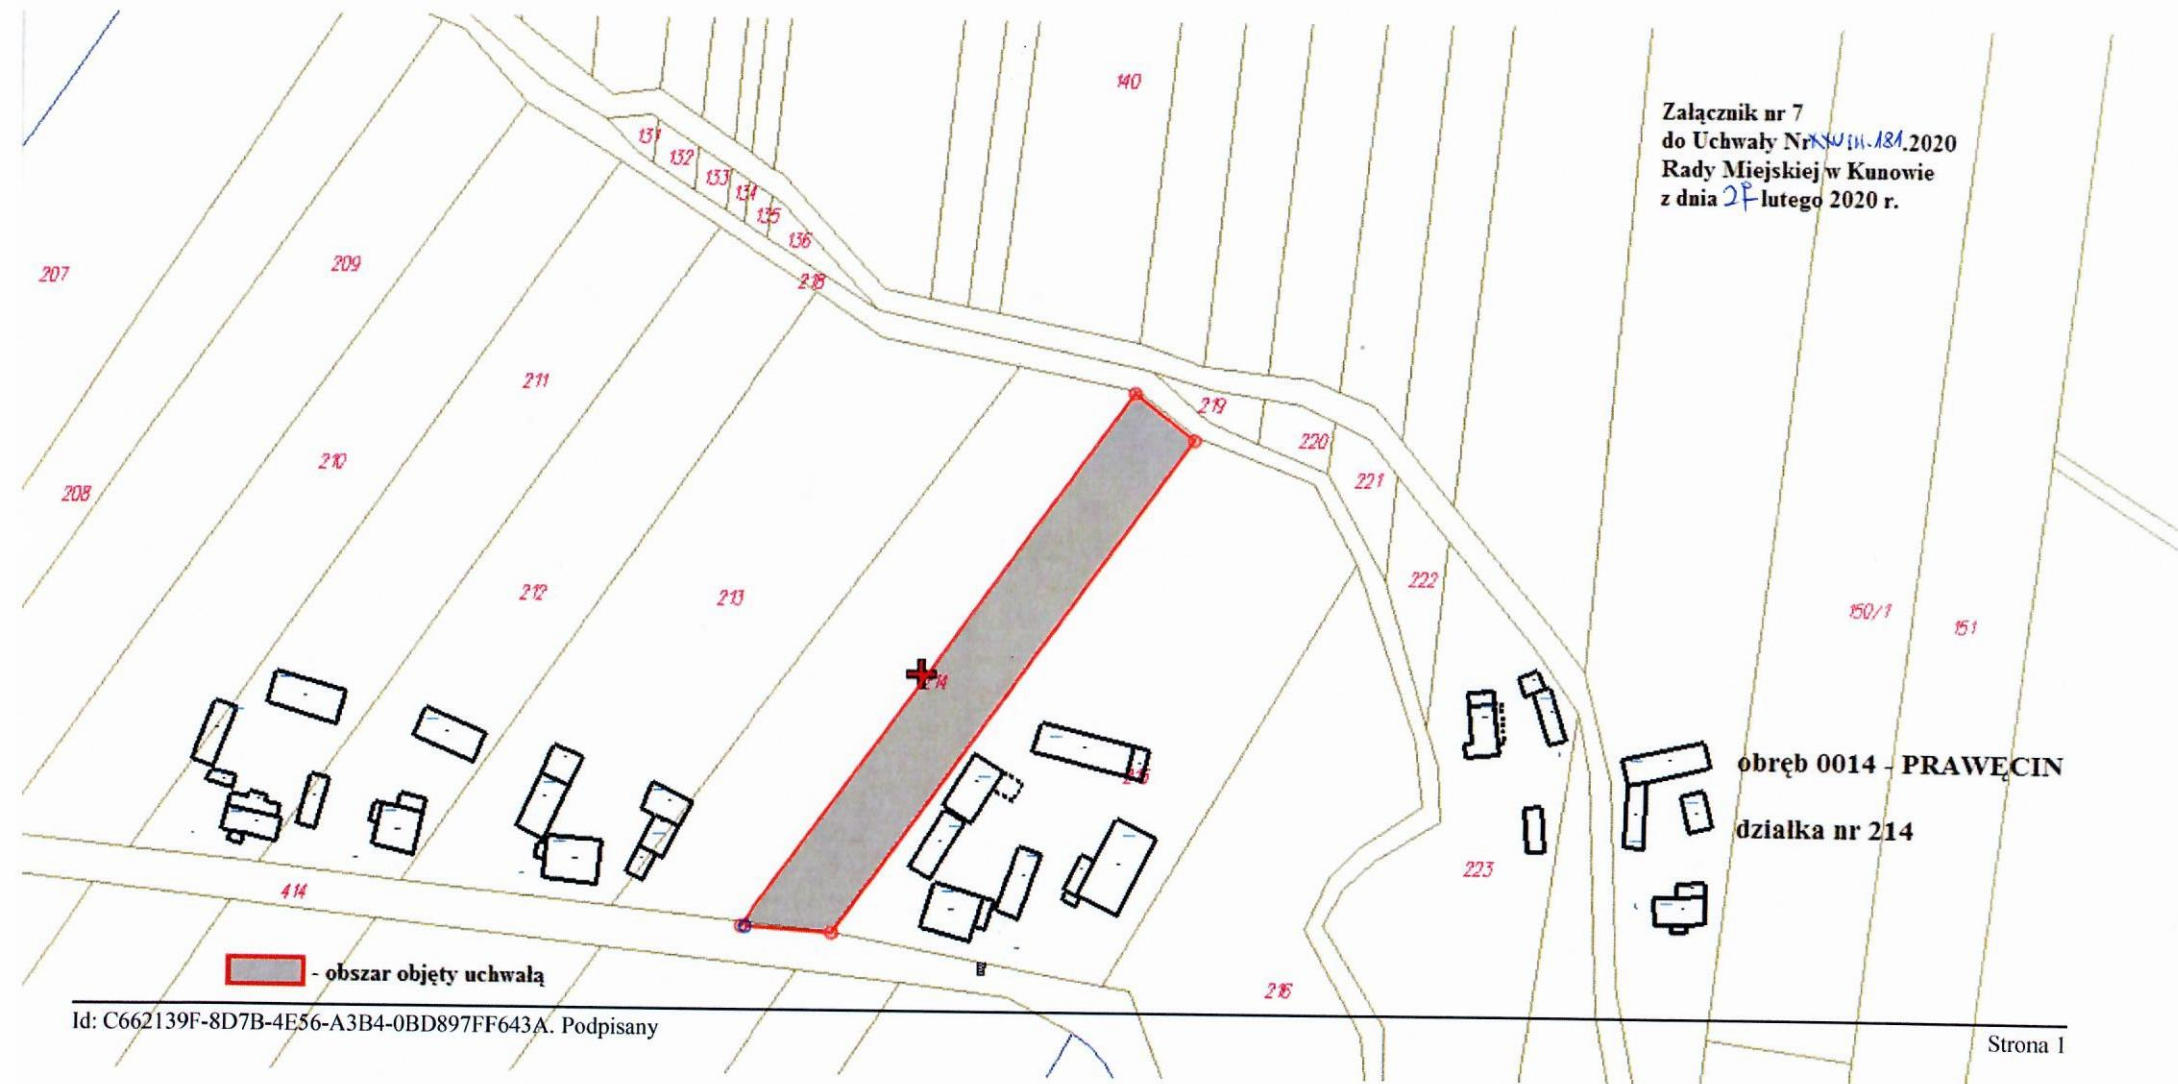 140
Załącznik nr 7
do Uchwały Nr XXVIII.181.2020
Rady Miejskiej w Kunowie
z dnia 27 lutego 2020 r.
131
132
133
134
135
136
218
207
209
211
219
220
221
210
208
212
213
222
150/1
151
214
215
obręb 0014 - PRAWĘCIN
działka nr 214
223
414
- obszar objęty uchwałą
216
Id: C662139F-8D7B-4E56-A3B4-0BD897FF643A. Podpisany
Strona 1